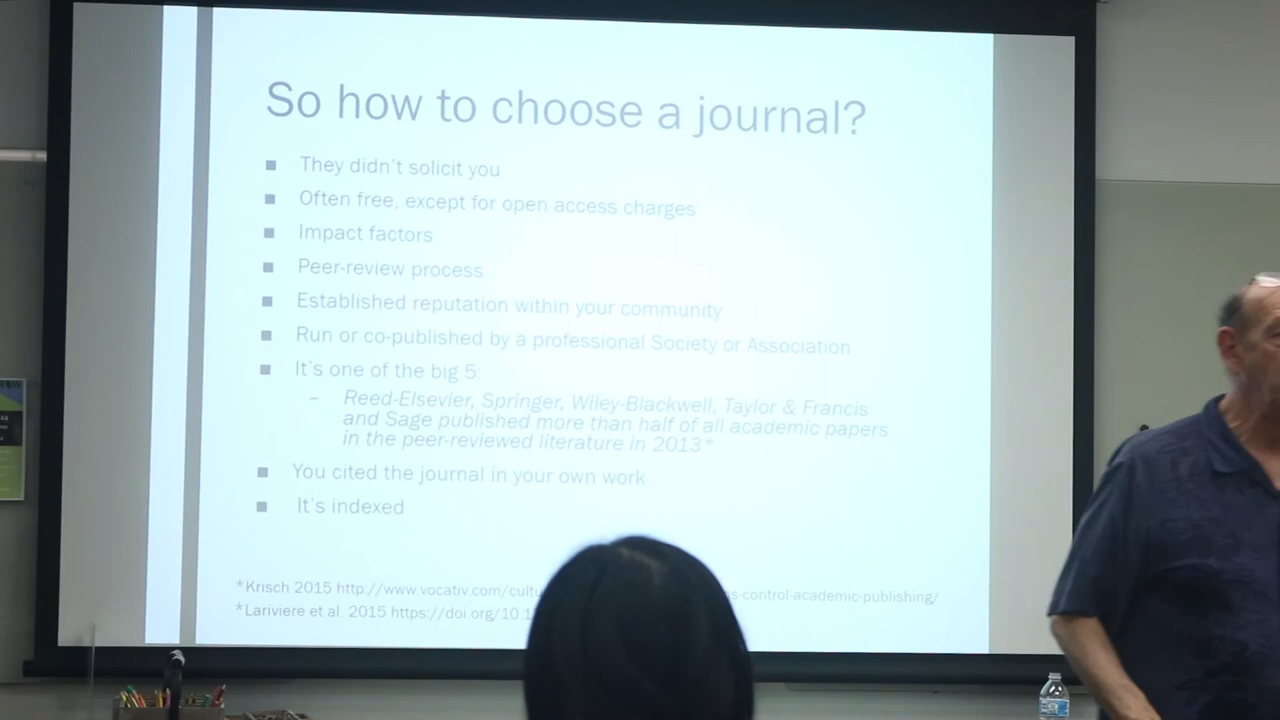 So how to choose a journal?
They didn't solicit you
Often free, except for open access charges
Impact factors
Peer-review process
Established reputation within your community
Run or co-published by a professional Society or Association
It's one of the big 5:
– Reed-Elsevier, Springer, Wiley-Blackwell, Taylor & Francis
and Sage published more than half of all academic papers
in the peer-reviewed literature in 2013*
You cited the journal in your own work
It's indexed
*Krisch 2015 http://www.vocativ.com/cultu s-control-academic-publishing/
*Lariviere et al. 2015 https://doi.org/10.1